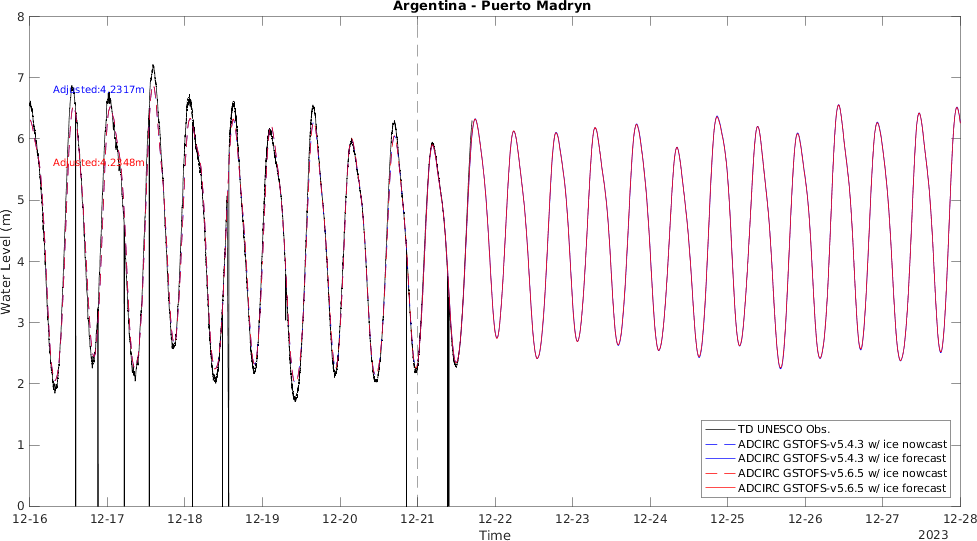 Argentina - Puerto Madryn
8
7
6
5
4
3
2
1
0
Water Level (m)
Adjusted:4.2317m
Adjusted:4.2348m
TD UNESCO Obs.
ADCIRC GSTOFS-v5.4.3 w/ ice nowcast
ADCIRC GSTOFS-v5.4.3 w/ ice forecast
ADCIRC GSTOFS-v5.6.5 w/ ice nowcast
ADCIRC GSTOFS-v5.6.5 w/ ice forecast
12-16 12-17 12-18 12-19 12-20 12-21 12-22 12-23 12-24 12-25 12-26 12-27 12-28
Time
2023